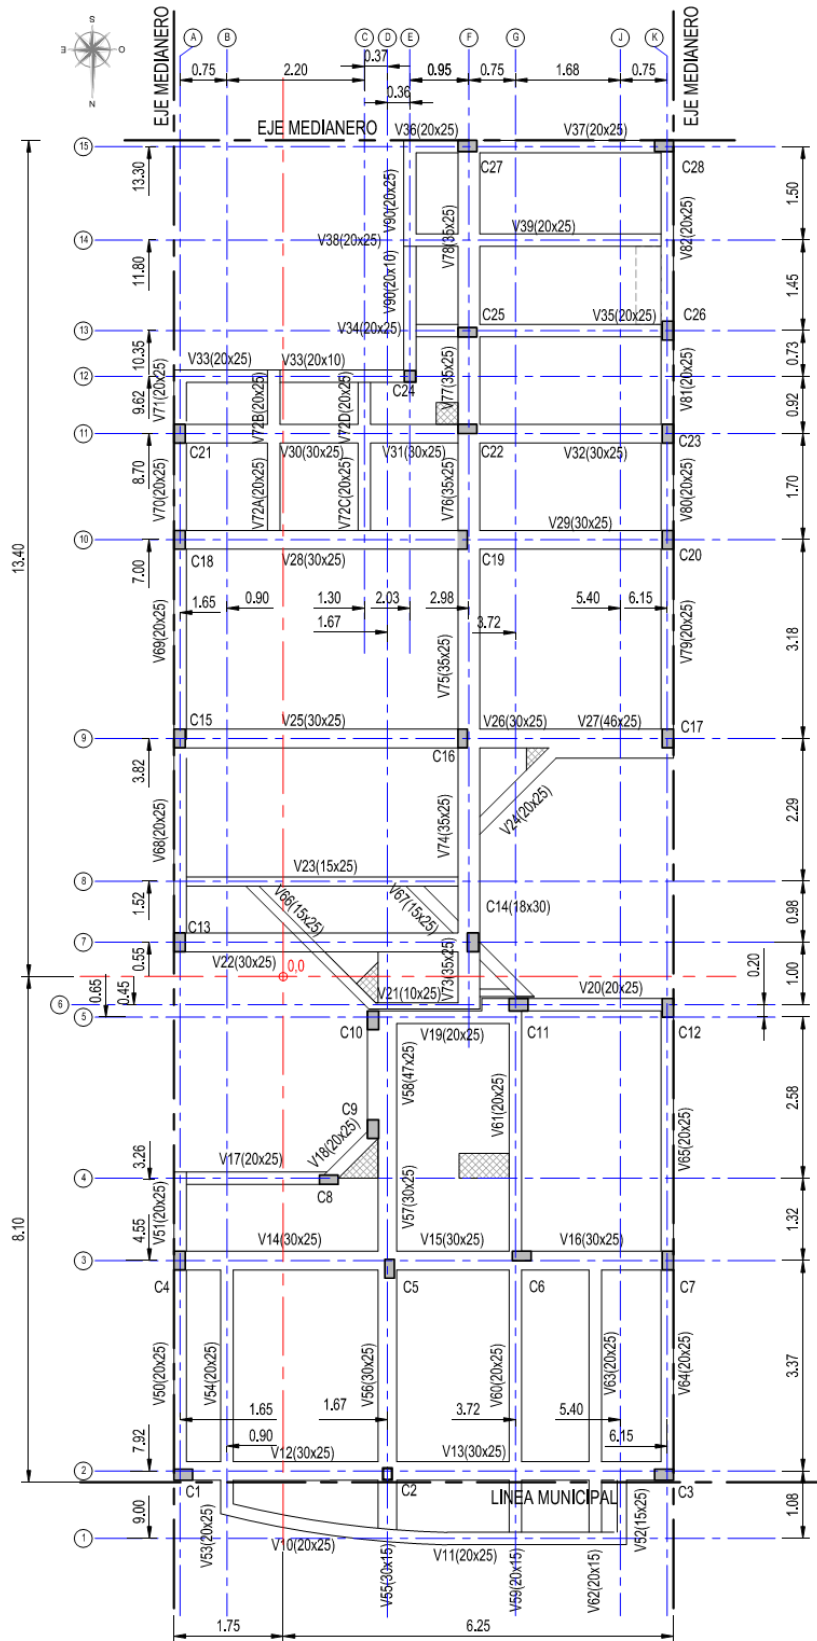 S
E
O
N
EJE MEDIANERO
A
B
C
D
E
F
G
J
K
EJE MEDIANERO
0.37
0.75
2.20
0.95
0.75
1.68
0.75
0.36
EJE MEDIANERO
V36(20x25)
V37(20x25)
15
C27
C28
13.30
V90(20x25)
V78(35x25)
V82(20x25)
1.50
V39(20x25)
14
V38(20x25)
11.80
V90(20x10)
1.45
C25
V35(20x25)
C26
13
V34(20x25)
10.35
V33(20x25)
V33(20x10)
V77(35x25)
V81(20x25)
0.73
12
C24
9.62
V71(20x25)
V72B(20x25)
V72D(20x25)
0.92
11
C21
V30(30x25)
V31(30x25)
C22
V32(30x25)
C23
8.70
V70(20x25)
V72A(20x25)
V72C(20x25)
V76(35x25)
V80(20x25)
1.70
V29(30x25)
10
C18
V28(30x25)
C19
C20
13.40
7.00
1.65
0.90
1.30
2.03
2.98
5.40
6.15
1.67
3.72
V69(20x25)
V75(35x25)
V79(20x25)
3.18
C15
V25(30x25)
V26(30x25)
V27(46x25)
C17
9
C16
3.82
V68(20x25)
V74(35x25)
V24(20x25)
2.29
V23(15x25)
8
1.52
V66(15x25)
V67(15x25)
C14(18x30)
0.98
C13
7
0.55
V22(30x25)
0,0
V73(35x25)
0.20
1.00
0.65
0.45
V21(10x25)
V20(20x25)
6
5
C10
V19(20x25)
C11
C12
V58(47x25)
V61(20x25)
2.58
C9
V18(20x25)
V65(20x25)
3.26
V17(20x25)
4
C8
V51(20x25)
V57(30x25)
1.32
8.10
4.55
V14(30x25)
V15(30x25)
V16(30x25)
3
C4
C5
C6
C7
V50(20x25)
V54(20x25)
V56(30x25)
V60(20x25)
V63(20x25)
V64(20x25)
3.37
1.65
1.67
3.72
5.40
7.92
0.90
V12(30x25)
V13(30x25)
6.15
2
C1
C2
LINEA MUNICIPAL
C3
9.00
V53(20x25)
V52(15x25)
1.08
1
V10(20x25)
V11(20x25)
V55(30x15)
V59(20x15)
V62(20x15)
1.75
6.25